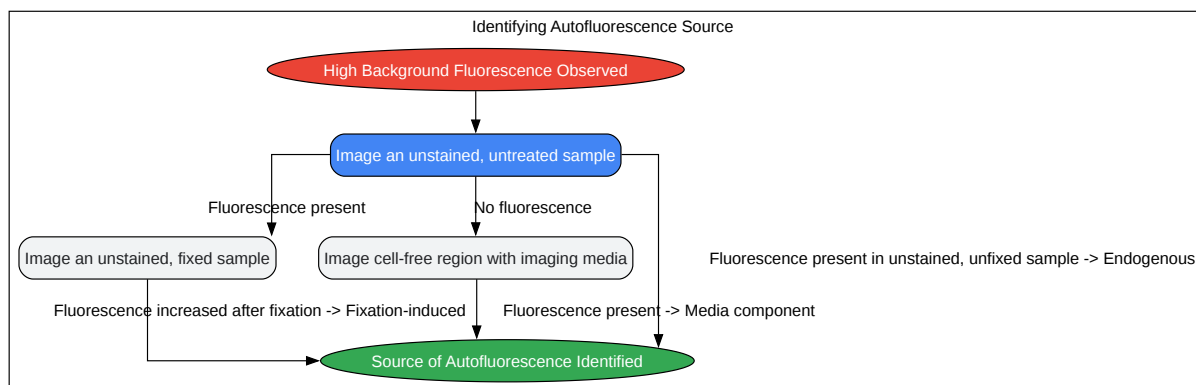 Identifying Autofluorescence Source
High Background Fluorescence Observed
Image an unstained, untreated sample
Fluorescence present
No fluorescence
Image an unstained, fixed sample
Image cell-free region with imaging media
Fluorescence present in unstained, unfixed sample -> Endogenous
Fluorescence increased after fixation -> Fixation-induced
Fluorescence present -> Media component
Source of Autofluorescence Identified